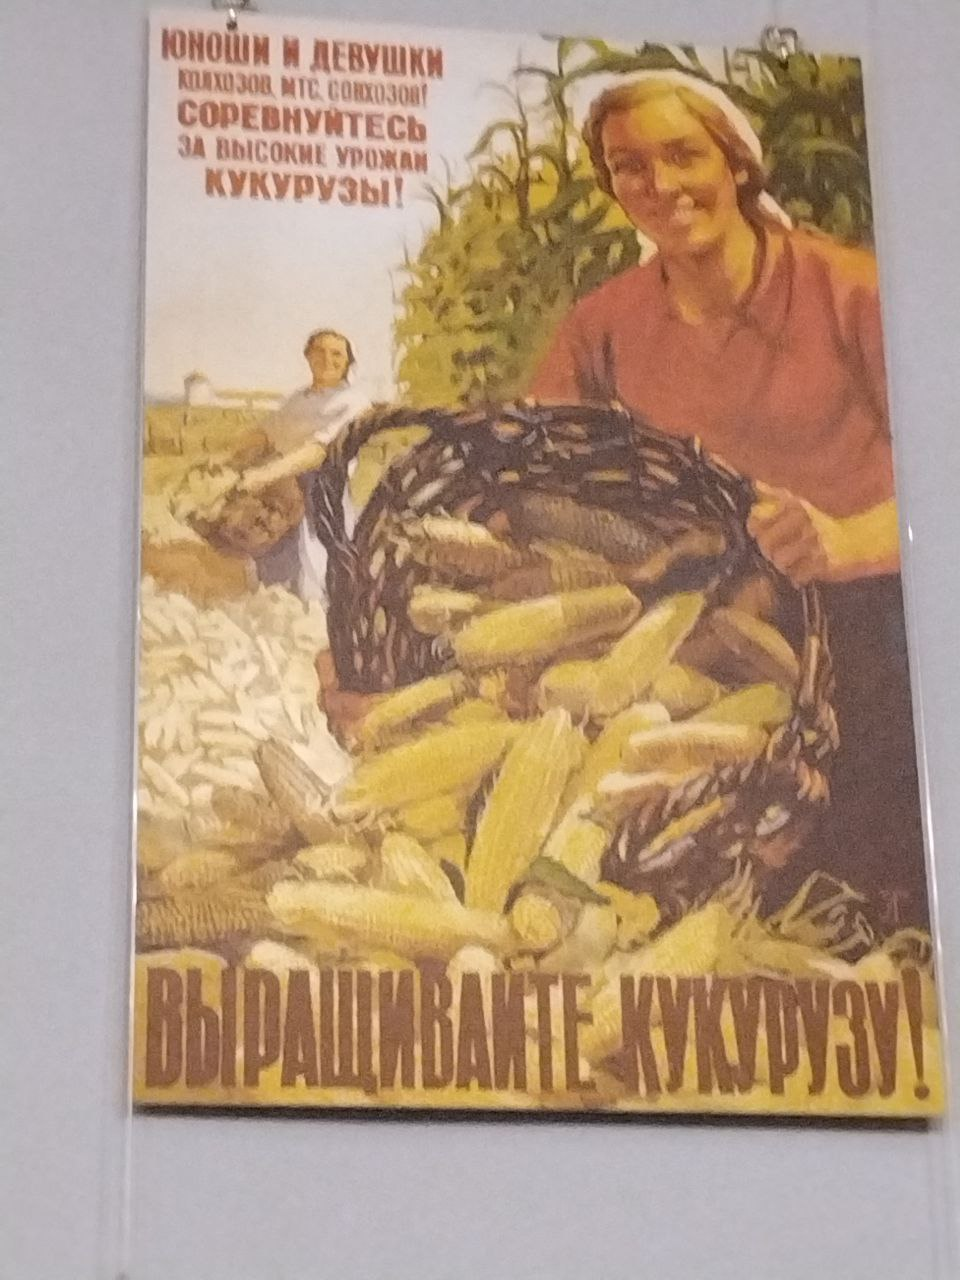 ЮНОШИ И ДЕВУШКИ
КОЛХОЗОВ, МТС, СОВХОЗОВ!
СОРЕВНУЙТЕСЬ
ЗА ВЫСОКИЕ УРОЖАИ
КУКУРУЗЫ!
ВЫРАЩИВАЙТЕ КУКУРУЗУ!